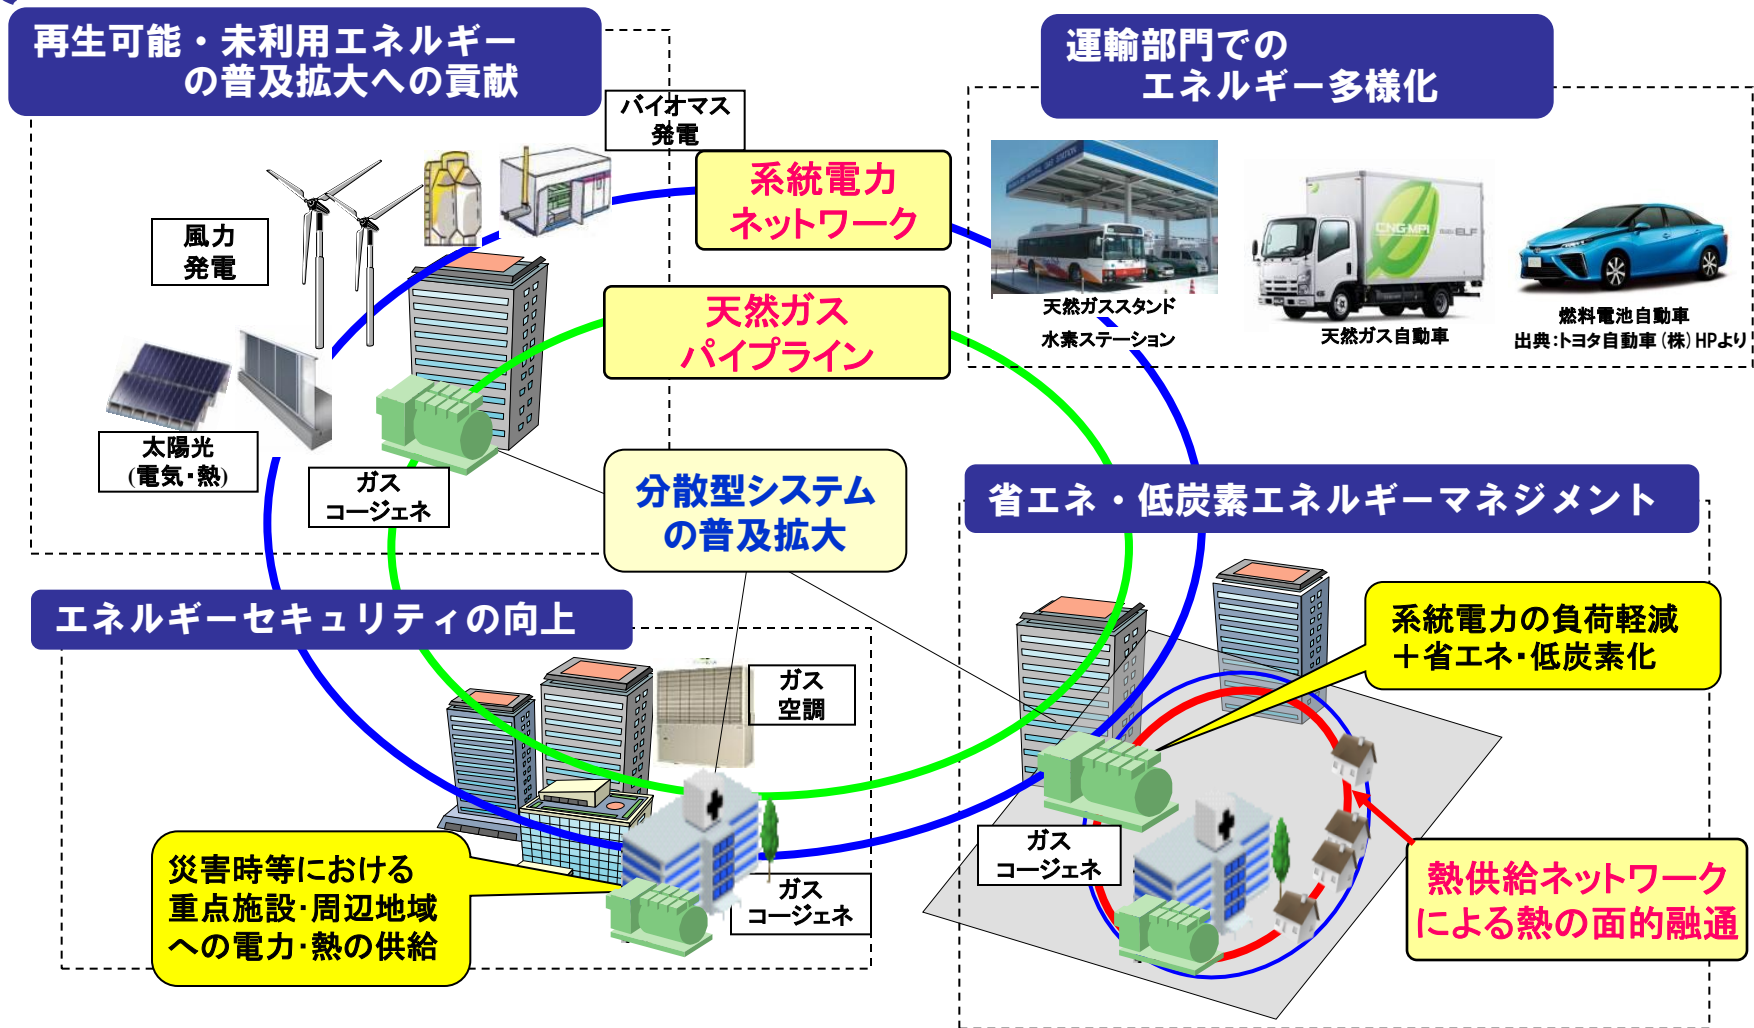 再生可能・未利用エネルギー
の普及拡大への貢献
運輸部門での
エネルギー多様化
バイオマス
発電
系統電力
ネットワーク
風力
発電
天然ガス
パイプライン
CNG-MPI
ELF
天然ガススタンド
水素ステーション
天然ガス自動車
燃料電池自動車
出典：トヨタ自動車（株）HPより
太陽光
(電気・熱)
ガス
コージェネ
分散型システム
の普及拡大
省エネ・低炭素エネルギーマネジメント
エネルギーセキュリティの向上
系統電力の負荷軽減
＋省エネ・低炭素化
ガス
空調
災害時等における
重点施設・周辺地域
への電力・熱の供給
ガス
コージェネ
ガス
コージェネ
熱供給ネットワーク
による熱の面的融通